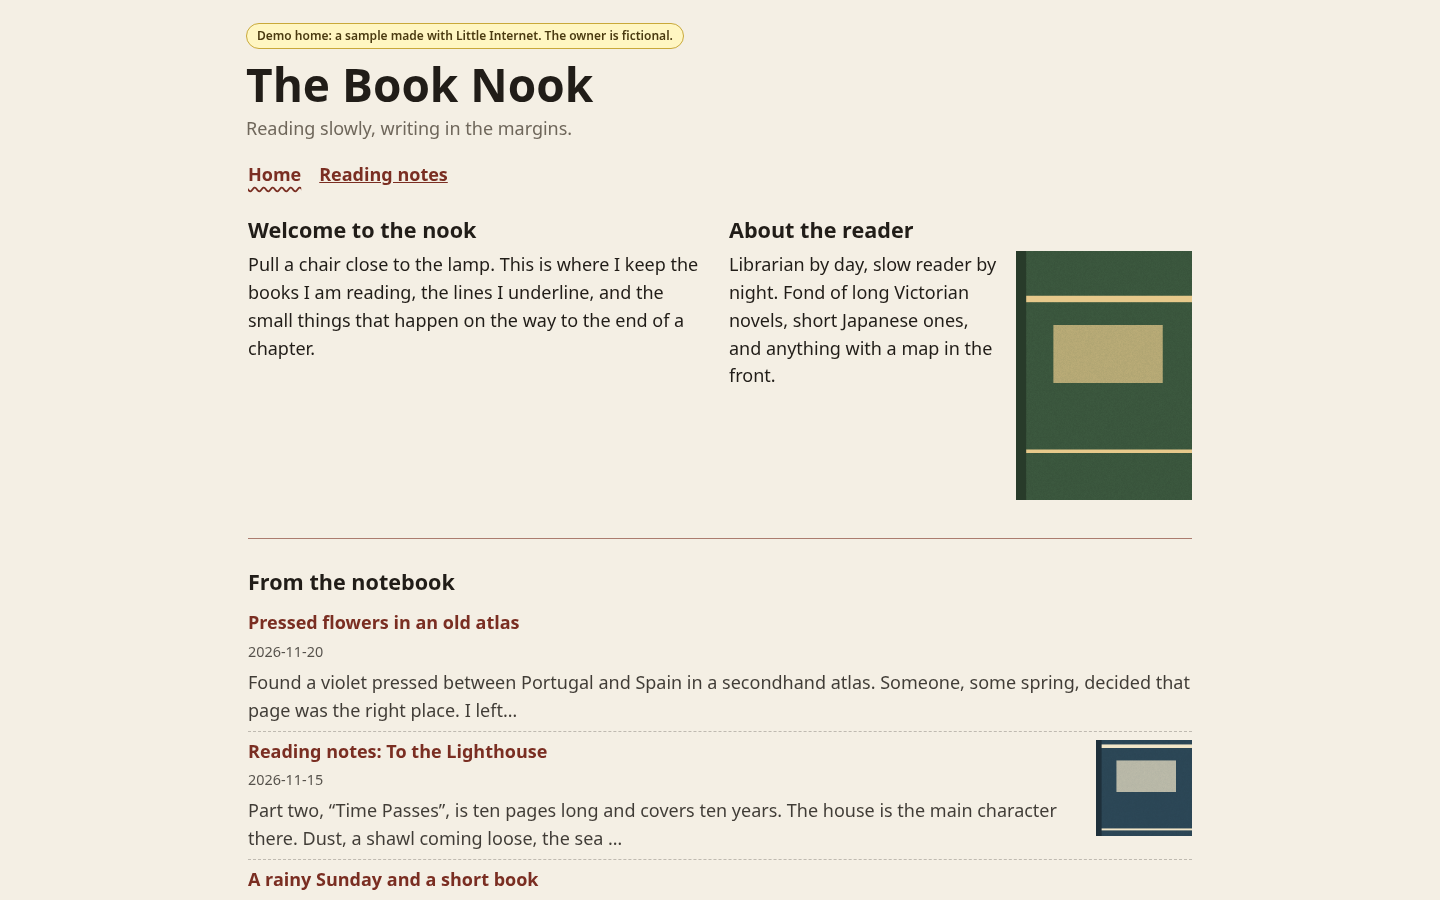 Demo home: a sample made with Little Internet. The owner is fictional.
The Book Nook
Reading slowly, writing in the margins.
Home Reading notes
Welcome to the nook
Pull a chair close to the lamp. This is where I keep the
books I am reading, the lines I underline, and the
small things that happen on the way to the end of a
chapter.
About the reader
Librarian by day, slow reader by
night. Fond of long Victorian
novels, short Japanese ones,
and anything with a map in the
front.
From the notebook
Pressed flowers in an old atlas
2026-11-20
Found a violet pressed between Portugal and Spain in a secondhand atlas. Someone, some spring, decided that
page was the right place. I left…
Reading notes: To the Lighthouse
2026-11-15
Part two, “Time Passes”, is ten pages long and covers ten years. The house is the main character
there. Dust, a shawl coming loose, the sea …
A rainy Sunday and a short book